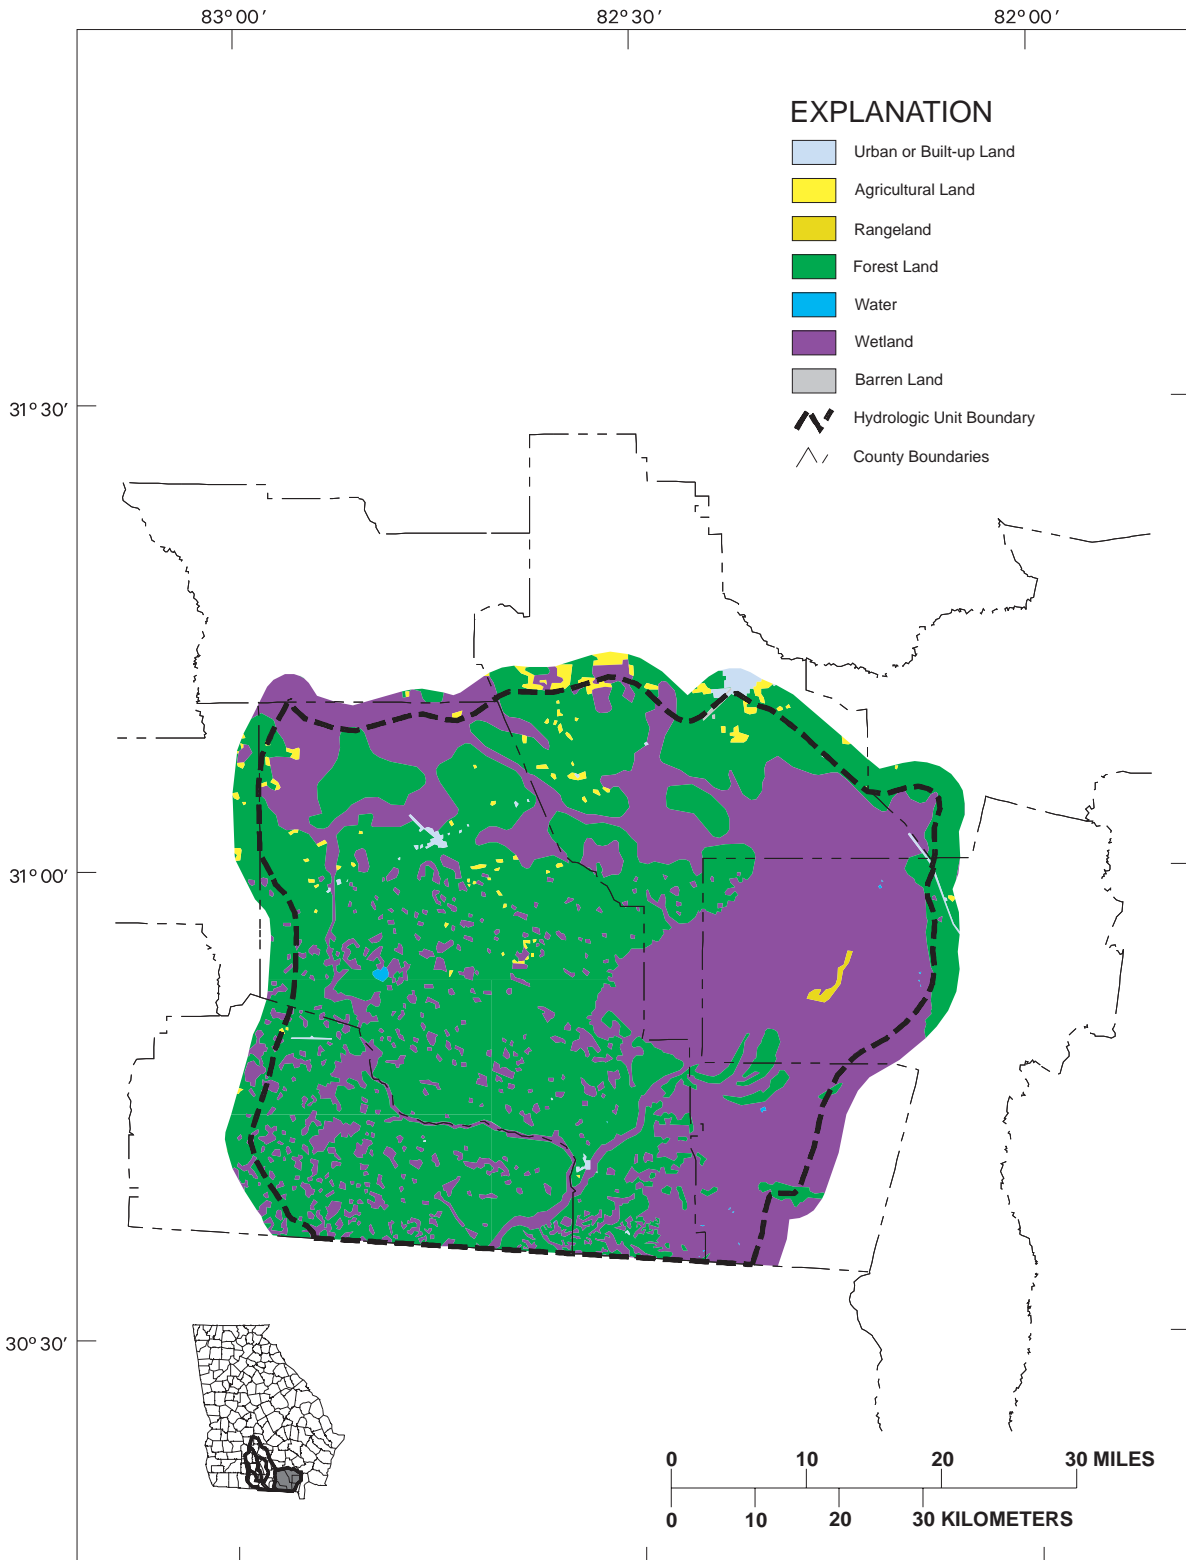 83° 00′ 82° 30′ 82° 00′
EXPLANATION
Urban or Built-up Land
Agricultural Land
Rangeland
Forest Land
Water
Wetland
Barren Land
31° 30′
Hydrologic Unit Boundary
County Boundaries
31° 00′
30° 30′
0 10 20 30 MILES
0 10 20 30 KILOMETERS